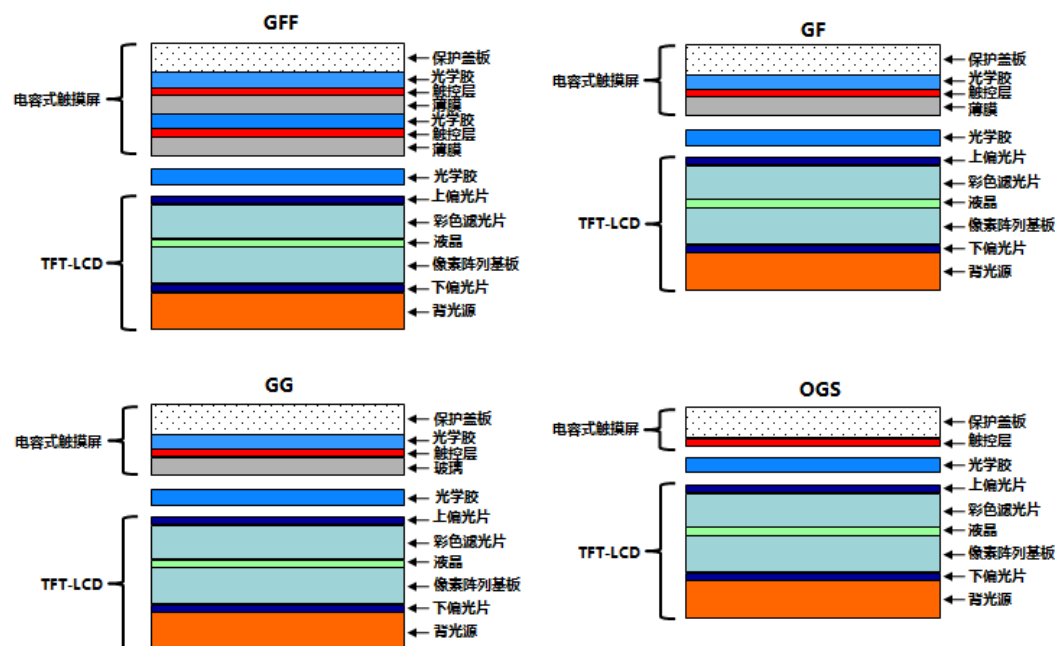 GFF
保护盖板
光学胶
触控层
薄膜
光学胶
触控层
薄膜
电容式触摸屏
光学胶
上偏光片
彩色滤光片
液晶
像素阵列基板
下偏光片
背光源
TFT-LCD
GF
保护盖板
光学胶
触控层
薄膜
电容式触摸屏
光学胶
上偏光片
彩色滤光片
液晶
像素阵列基板
下偏光片
背光源
TFT-LCD
GG
保护盖板
光学胶
触控层
玻璃
电容式触摸屏
光学胶
上偏光片
彩色滤光片
液晶
像素阵列基板
下偏光片
背光源
TFT-LCD
OGS
保护盖板
触控层
电容式触摸屏
光学胶
上偏光片
彩色滤光片
液晶
像素阵列基板
下偏光片
背光源
TFT-LCD